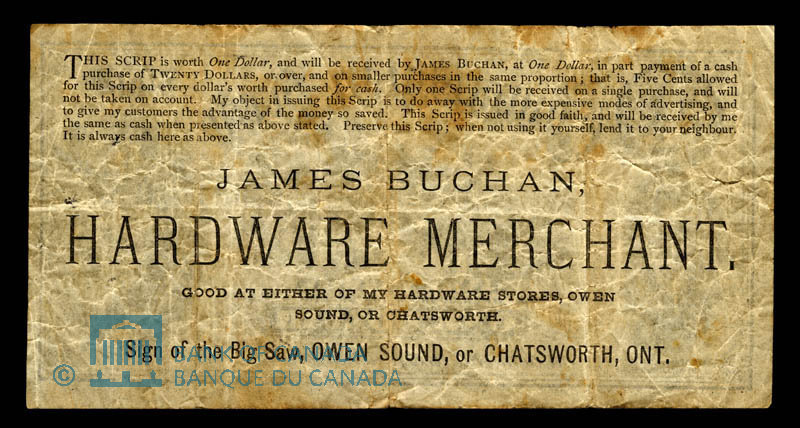 THIS SCRIP is worth One Dollar, and will be received by JAMES BUCHAN, at One Dollar, in part payment of a cash
purchase of TWENTY DOLLARS, or over, and on smaller purchases in the same proportion; that is, Five Cents allowed
for this Scrip on every dollar's worth purchased for cash. Only one Scrip will be received on a single purchase, and will
not be taken on account. My object in issuing this Scrip is to do away with the more expensive modes of advertising, and
to give my customers the advantage of the money so saved. This Scrip is issued in good faith, and will be received by me
the same as cash when presented as above stated. Preserve this Scrip; when not using it yourself, lend it to your neighbour.
It is always cash here as above.
JAMES BUCHAN,
HARDWARE MERCHANT.
GOOD AT EITHER OF MY HARDWARE STORES, OWEN
SOUND, OR CHATSWORTH.
Sign of the Big Saw, OWEN SOUND, or CHATSWORTH, ONT.
BANK OF CANADA
© BANQUE DU CANADA